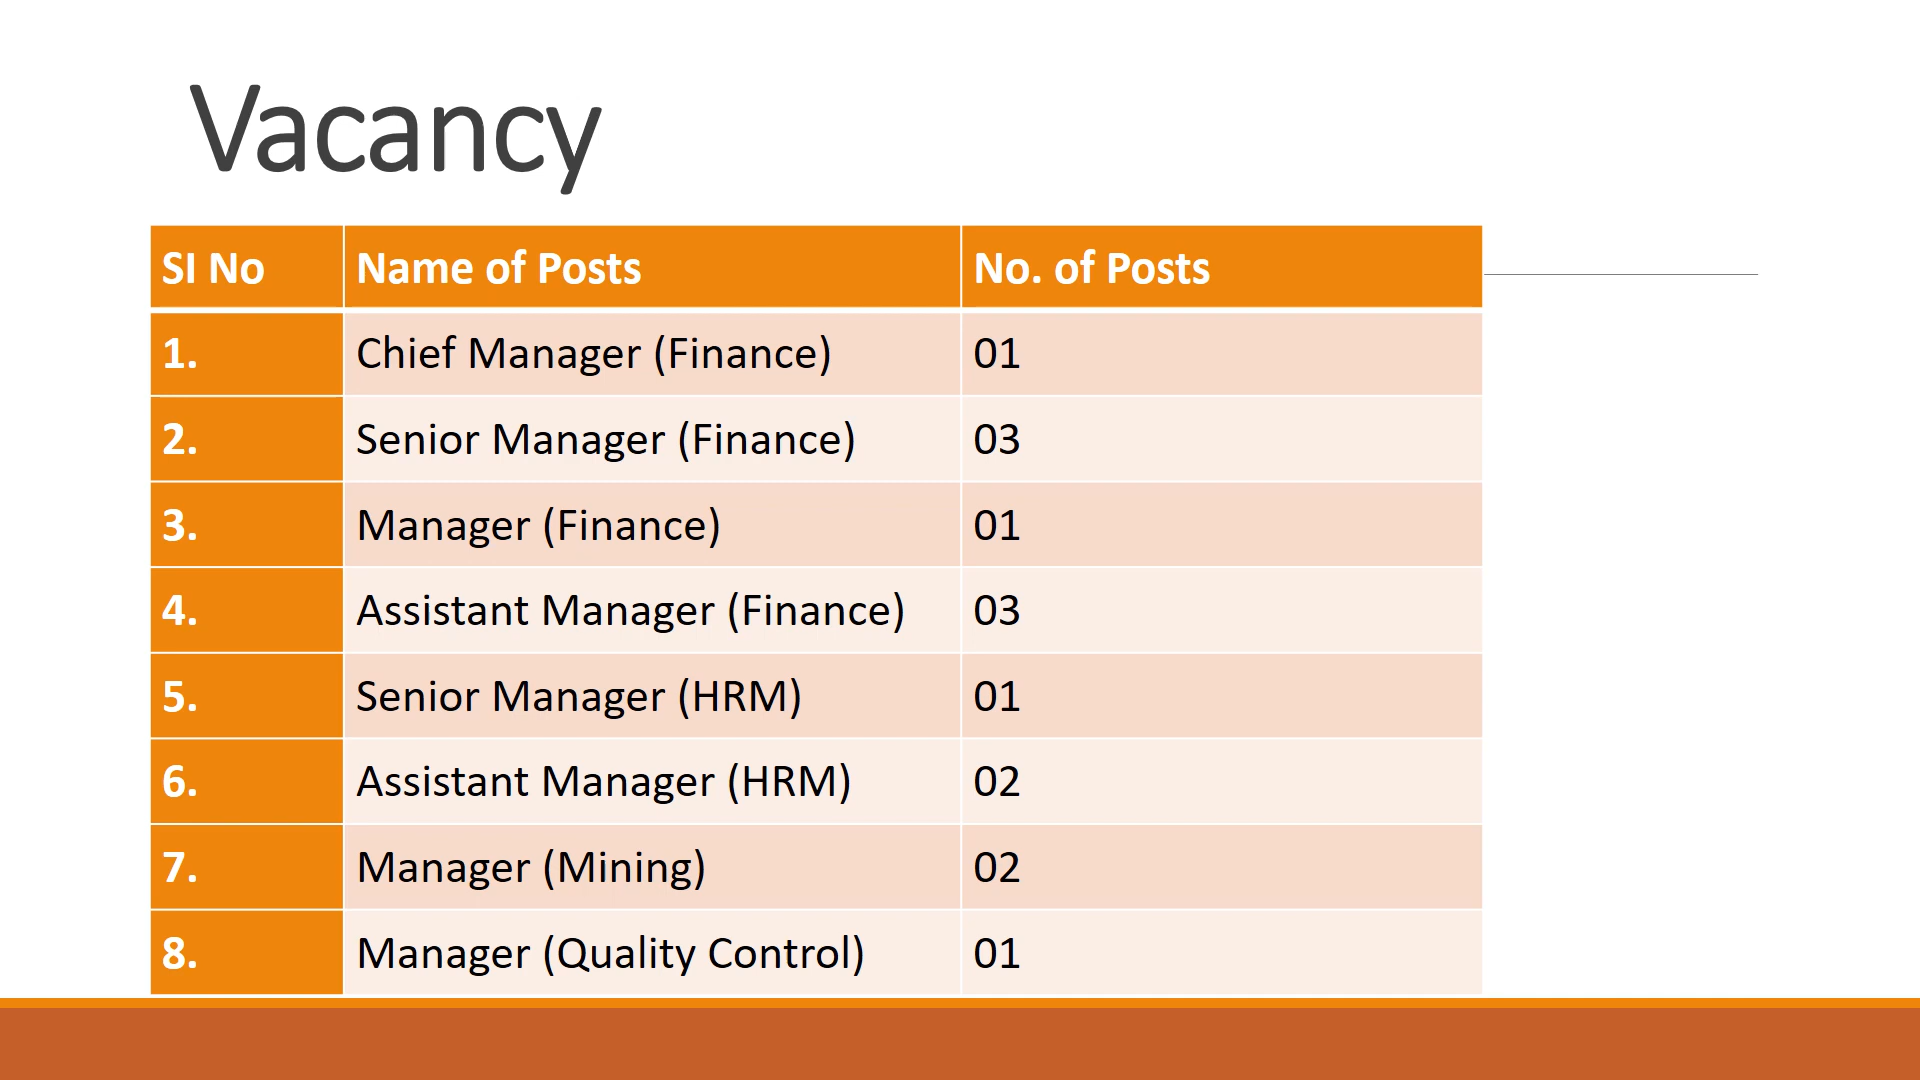 Vacancy
SI No Name of Posts No. of Posts
1. Chief Manager (Finance) 01
2. Senior Manager (Finance) 03
3. Manager (Finance) 01
4. Assistant Manager (Finance) 03
5. Senior Manager (HRM) 01
6. Assistant Manager (HRM) 02
7. Manager (Mining) 02
8. Manager (Quality Control) 01